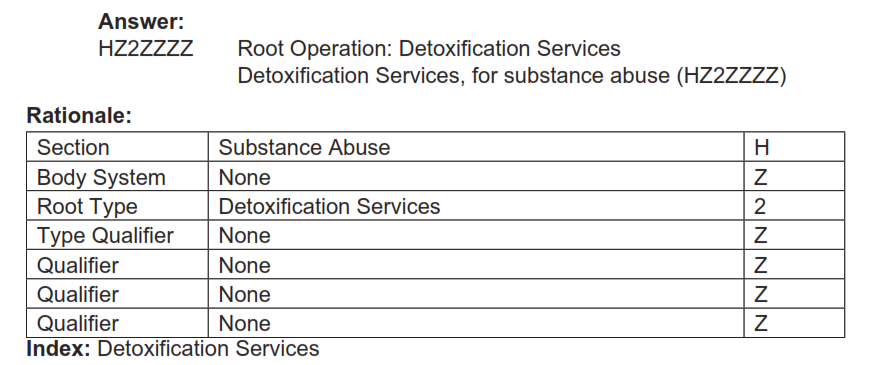 Answer:
HZ2ZZZZ Root Operation: Detoxification Services
Detoxification Services, for substance abuse (HZ2ZZZZ)
Rationale:
Section Substance Abuse H
Body System None Z
Root Type Detoxification Services 2
Type Qualifier None Z
Qualifier None Z
Qualifier None Z
Qualifier None Z
Index: Detoxification Services